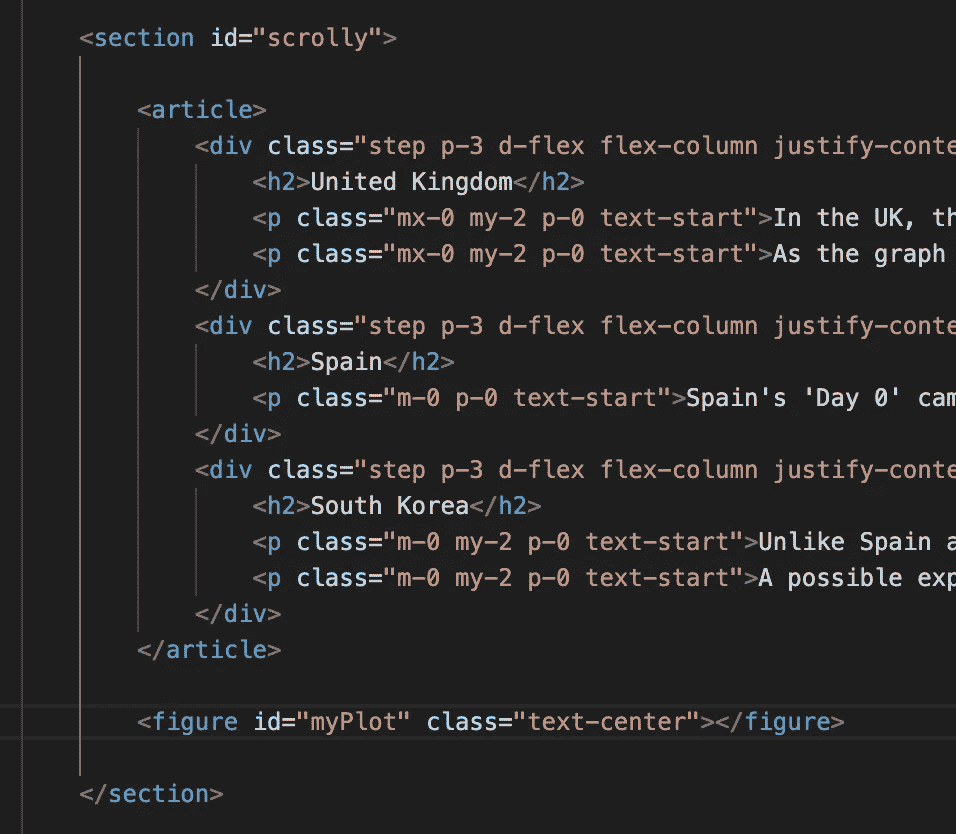 <section id="scrolly">
<article>
<div class="step p-3 d-flex flex-column justify-conte
<h2>United Kingdom</h2>
<p class="mx-0 my-2 p-0 text-start">In the UK, th
<p class="mx-0 my-2 p-0 text-start">As the graph
</div>
<div class="step p-3 d-flex flex-column justify-conte
<h2>Spain</h2>
<p class="m-0 p-0 text-start">Spain's 'Day 0' cam
</div>
<div class="step p-3 d-flex flex-column justify-conte
<h2>South Korea</h2>
<p class="m-0 my-2 p-0 text-start">Unlike Spain a
<p class="m-0 my-2 p-0 text-start">A possible exp
</div>
</article>
<figure id="myPlot" class="text-center"></figure>
</section>